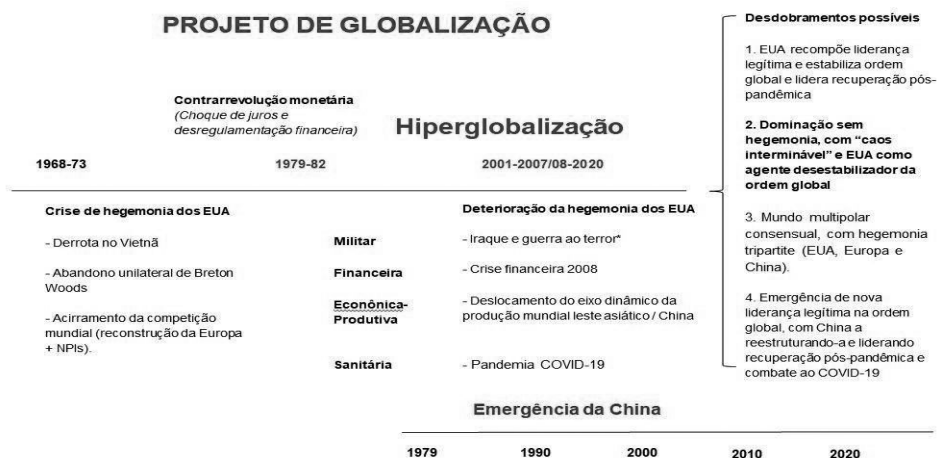 PROJETO DE GLOBALIZAÇÃO
Contrarrevolução monetária
(Choque de juros e
desregulamentação financeira)
Hiperglobalização
1968-73
1979-82
2001-2007/08-2020
Crise de hegemonia dos EUA
- Derrota no Vietnã
- Abandono unilateral de Breton
Woods
- Acirramento da competição
mundial (reconstrução da Europa
+ NPIs).
Militar
Financeira
Econônica-
Produtiva
Sanitária
Deterioração da hegemonia dos EUA
- Iraque e guerra ao terror*
- Crise financeira 2008
- Deslocamento do eixo dinâmico da
produção mundial leste asiático / China
- Pandemia COVID-19
Desdobramentos possíveis
1. EUA recompõe liderança
legítima e estabiliza ordem
global e lidera recuperação pós-
pandêmica
2. Dominação sem
hegemonia, com “caos
interminável” e EUA como
agente desestabilizador da
ordem global
3. Mundo multipolar
consensual, com hegemonia
tripartite (EUA, Europa e
China).
4. Emergência de nova
liderança legítima na ordem
global, com China a
reestruturando-a e liderando
recuperação pós-pandêmica e
combate ao COVID-19
Emergência da China
1979
1990
2000
2010
2020